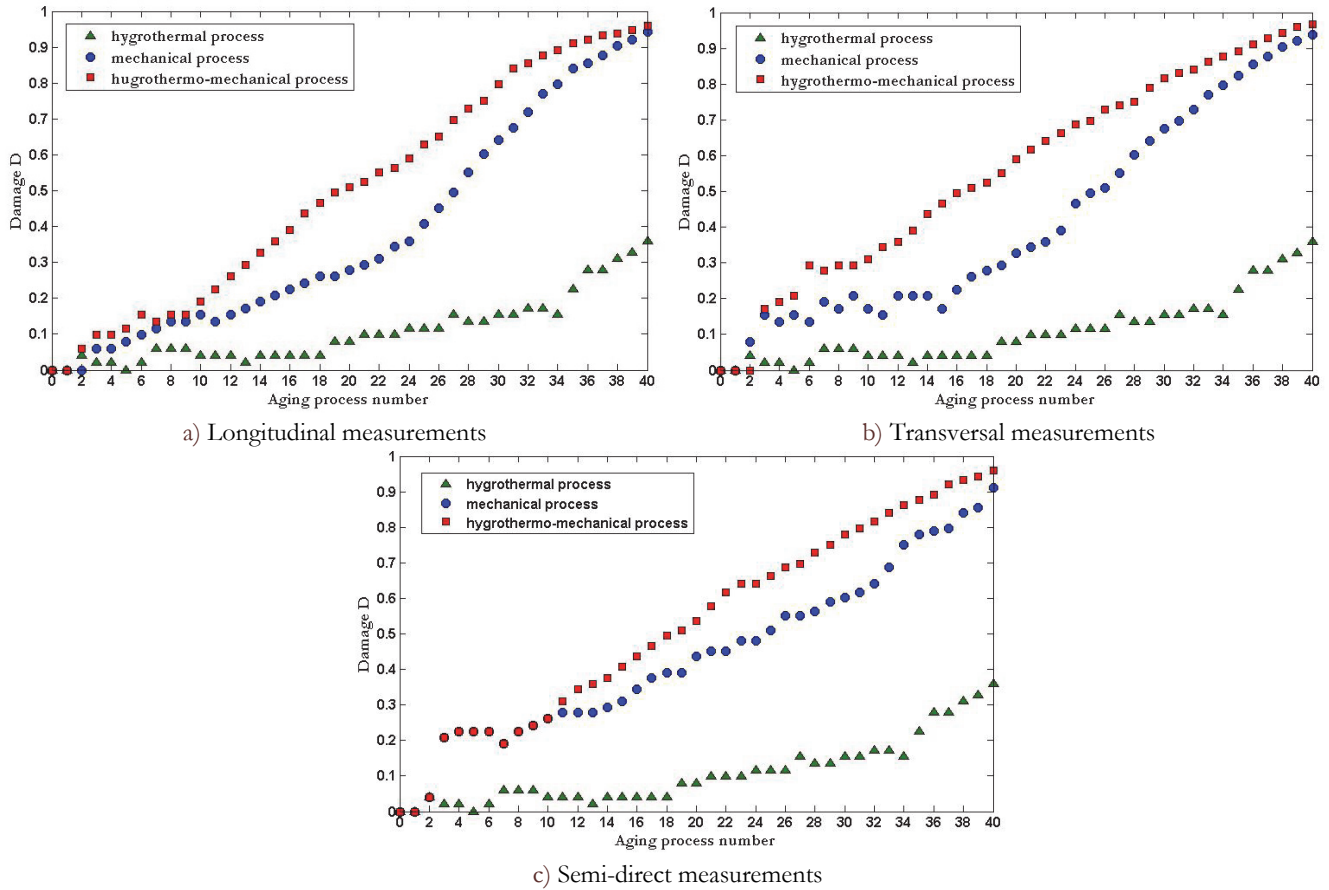 1
0.9
0.8
0.7
0.6
0.5
0.4
0.3
0.2
0.1
0
Damage D
hygrothermal process
mechanical process
hugrothermo-mechanical process
0 2 4 6 8 10 12 14 16 18 20 22 24 26 28 30 32 34 36 38 40
Aging process number
a) Longitudinal measurements
1
0.9
0.8
0.7
0.6
0.5
0.4
0.3
0.2
0.1
0
Damage D
hygrothermal process
mechanical process
hygrothermo-mechanical process
0 2 4 6 8 10 12 14 16 18 20 22 24 26 28 30 32 34 36 38 40
Aging process number
b) Transversal measurements
1
0.9
0.8
0.7
0.6
0.5
0.4
0.3
0.2
0.1
0
Damage D
hygrothermal process
mechanical process
hygrothermo-mechanical process
0 2 4 6 8 10 12 14 16 18 20 22 24 26 28 30 32 34 36 38 40
Aging process number
c) Semi-direct measurements